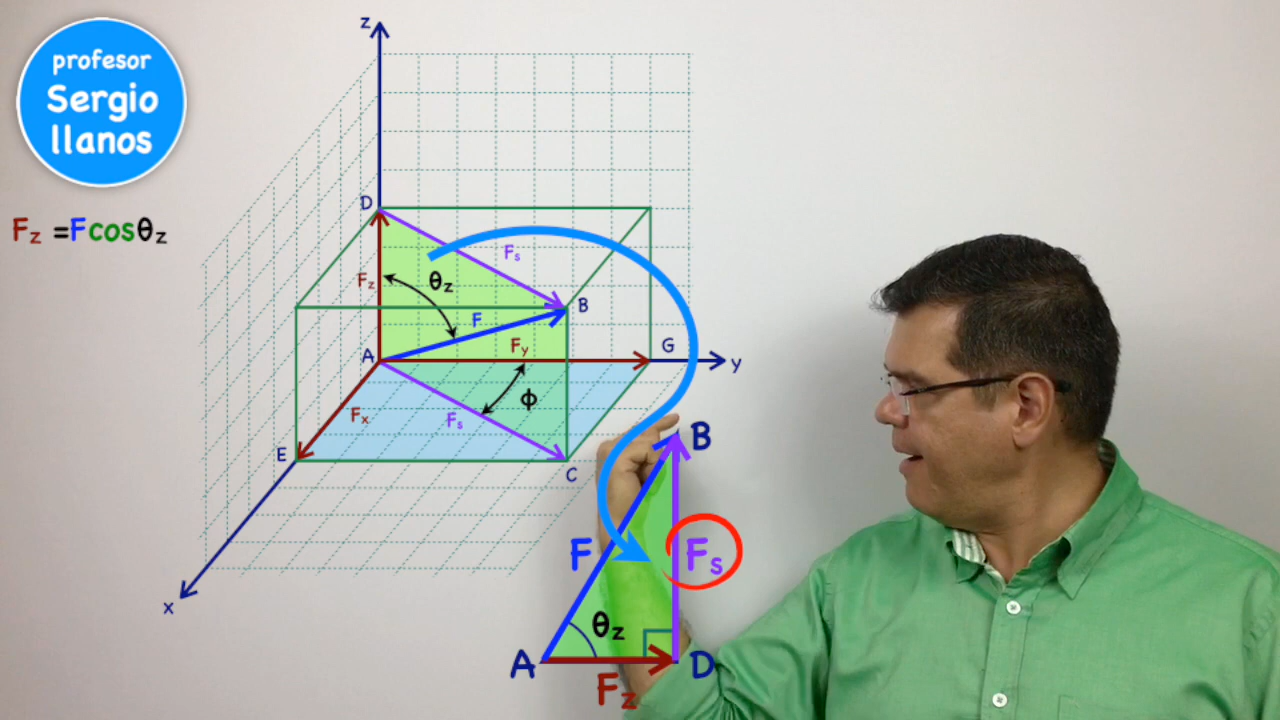 profesor
Sergio
llanos
Fz =Fcosθz
z
D
Fs
Fz
θz
B
F
A
Fy
G
y
ϕ
Fx
Fs
E
C
x
B
F
Fs
θz
A
D
Fz